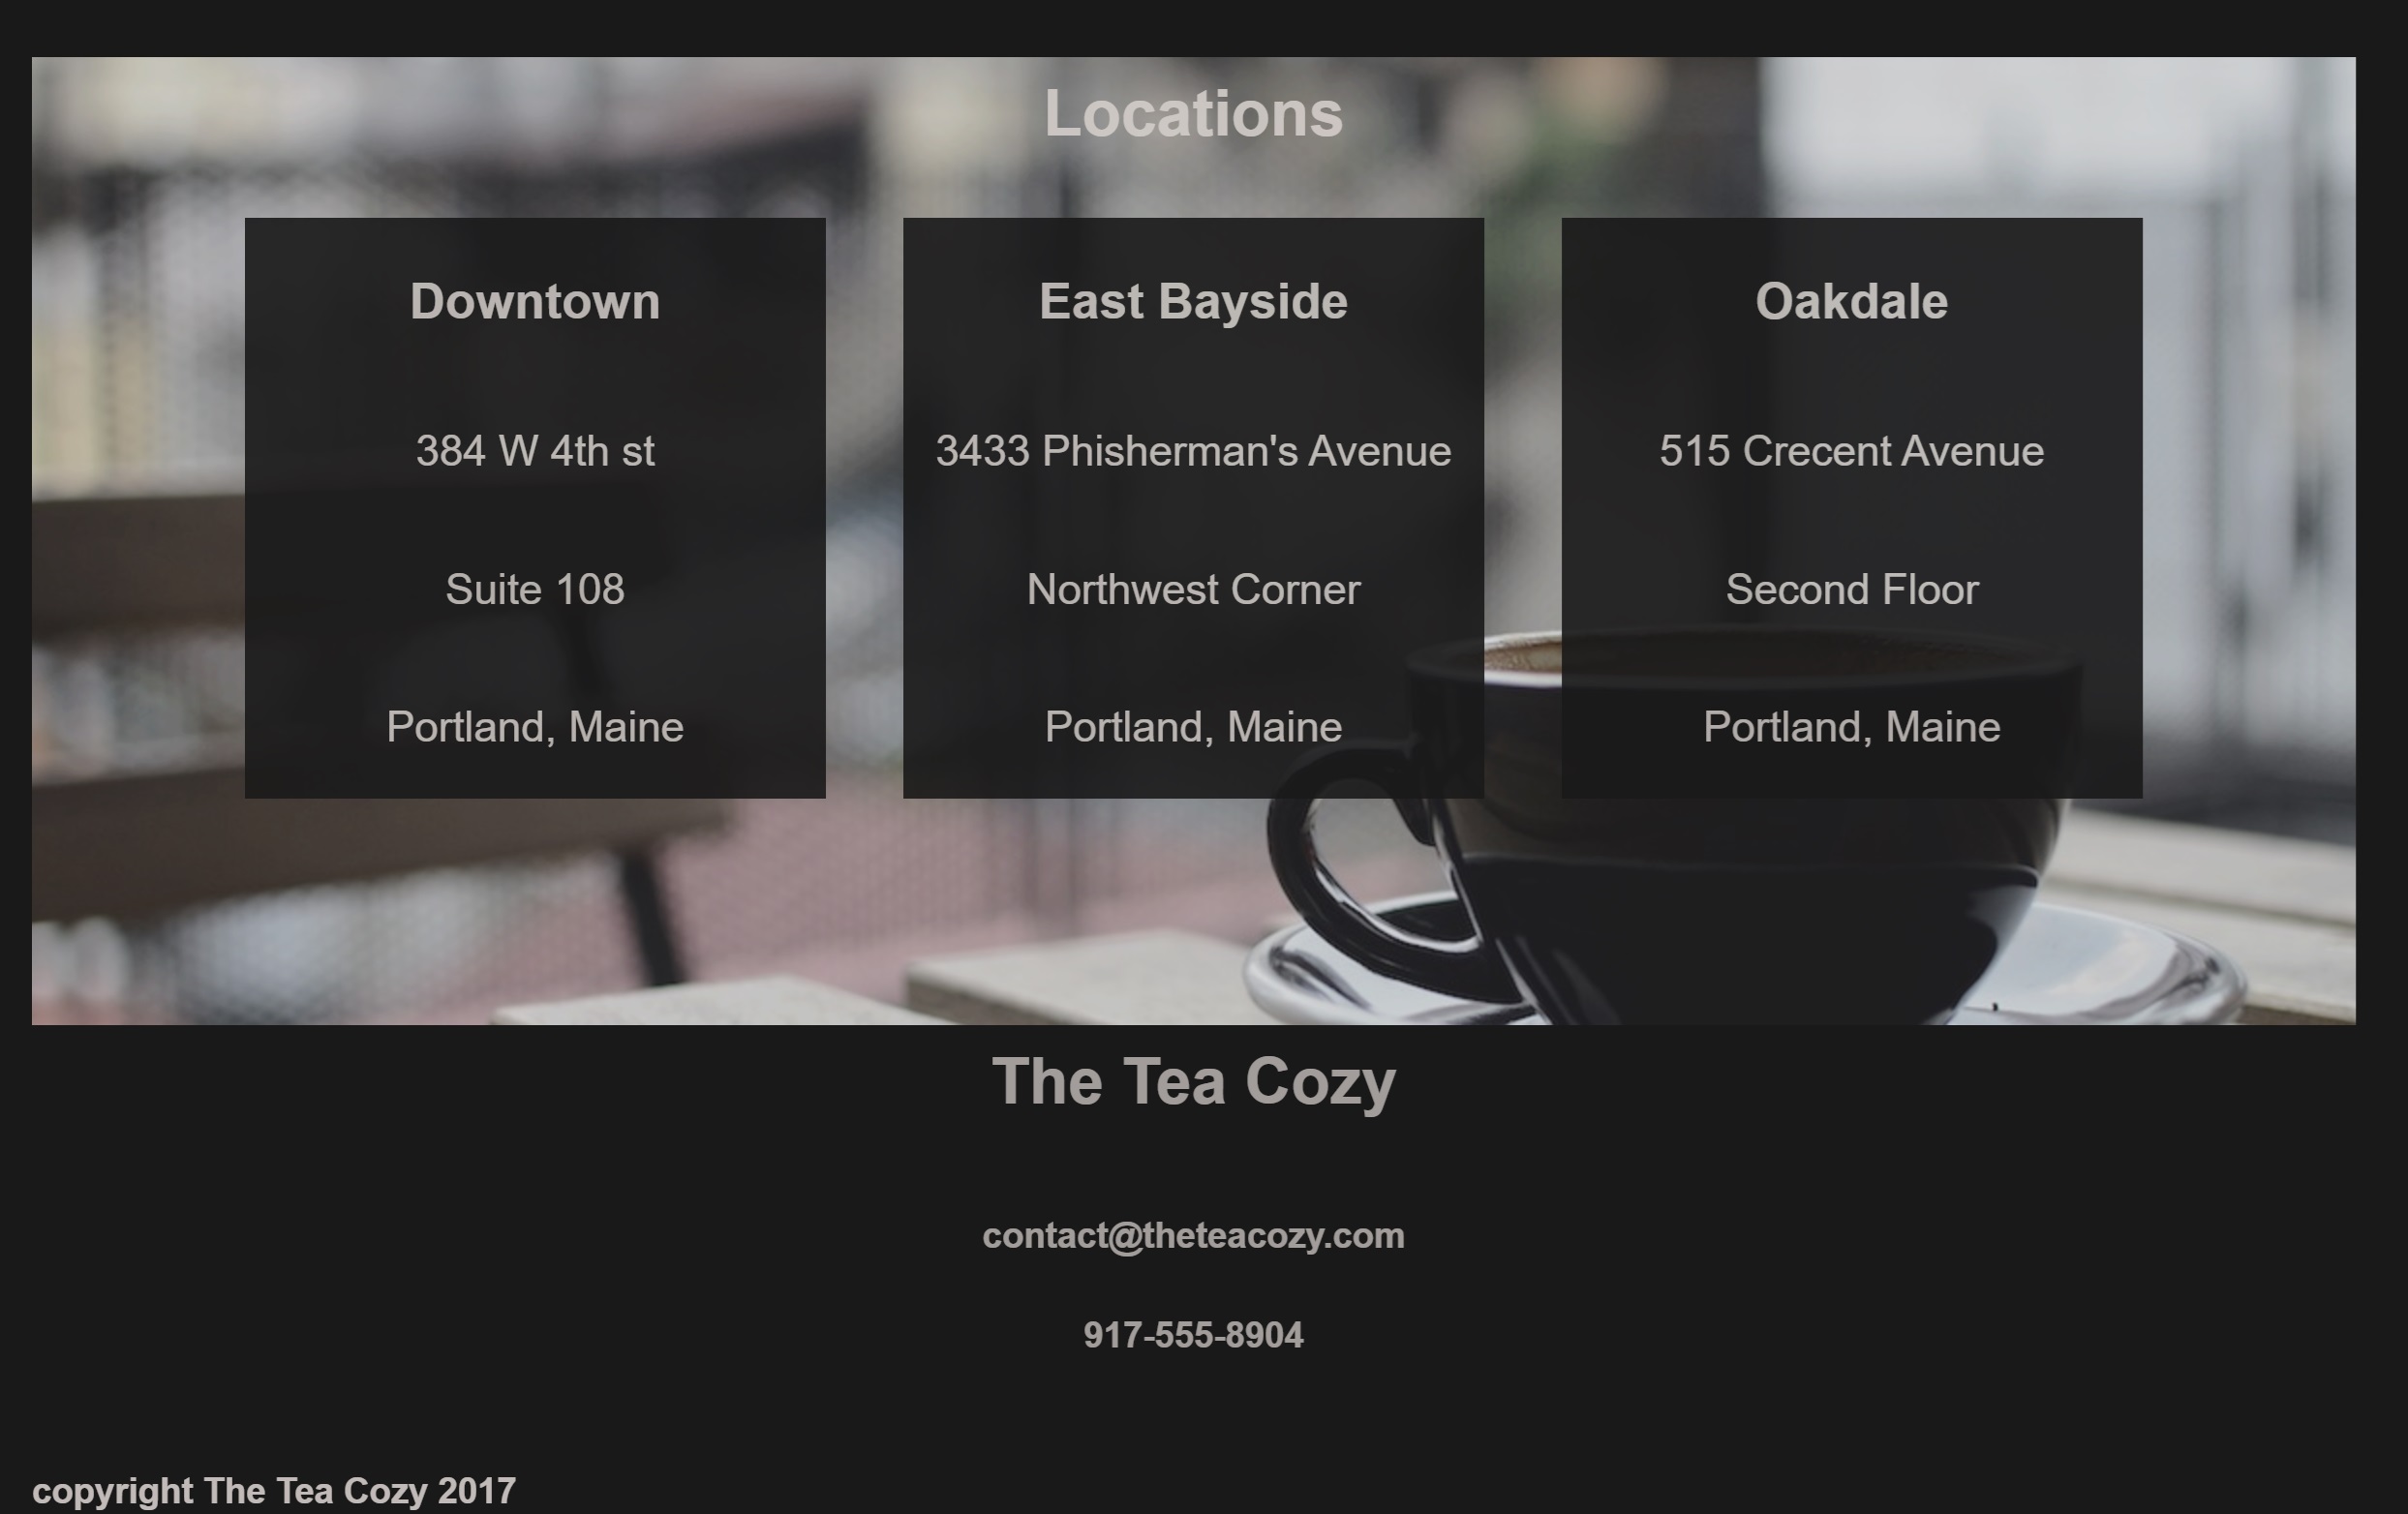 Locations
Downtown
384 W 4th st
Suite 108
Portland, Maine
East Bayside
3433 Phisherman's Avenue
Northwest Corner
Portland, Maine
Oakdale
515 Crecent Avenue
Second Floor
Portland, Maine
The Tea Cozy
contact@theteacozy.com
917-555-8904
copyright The Tea Cozy 2017